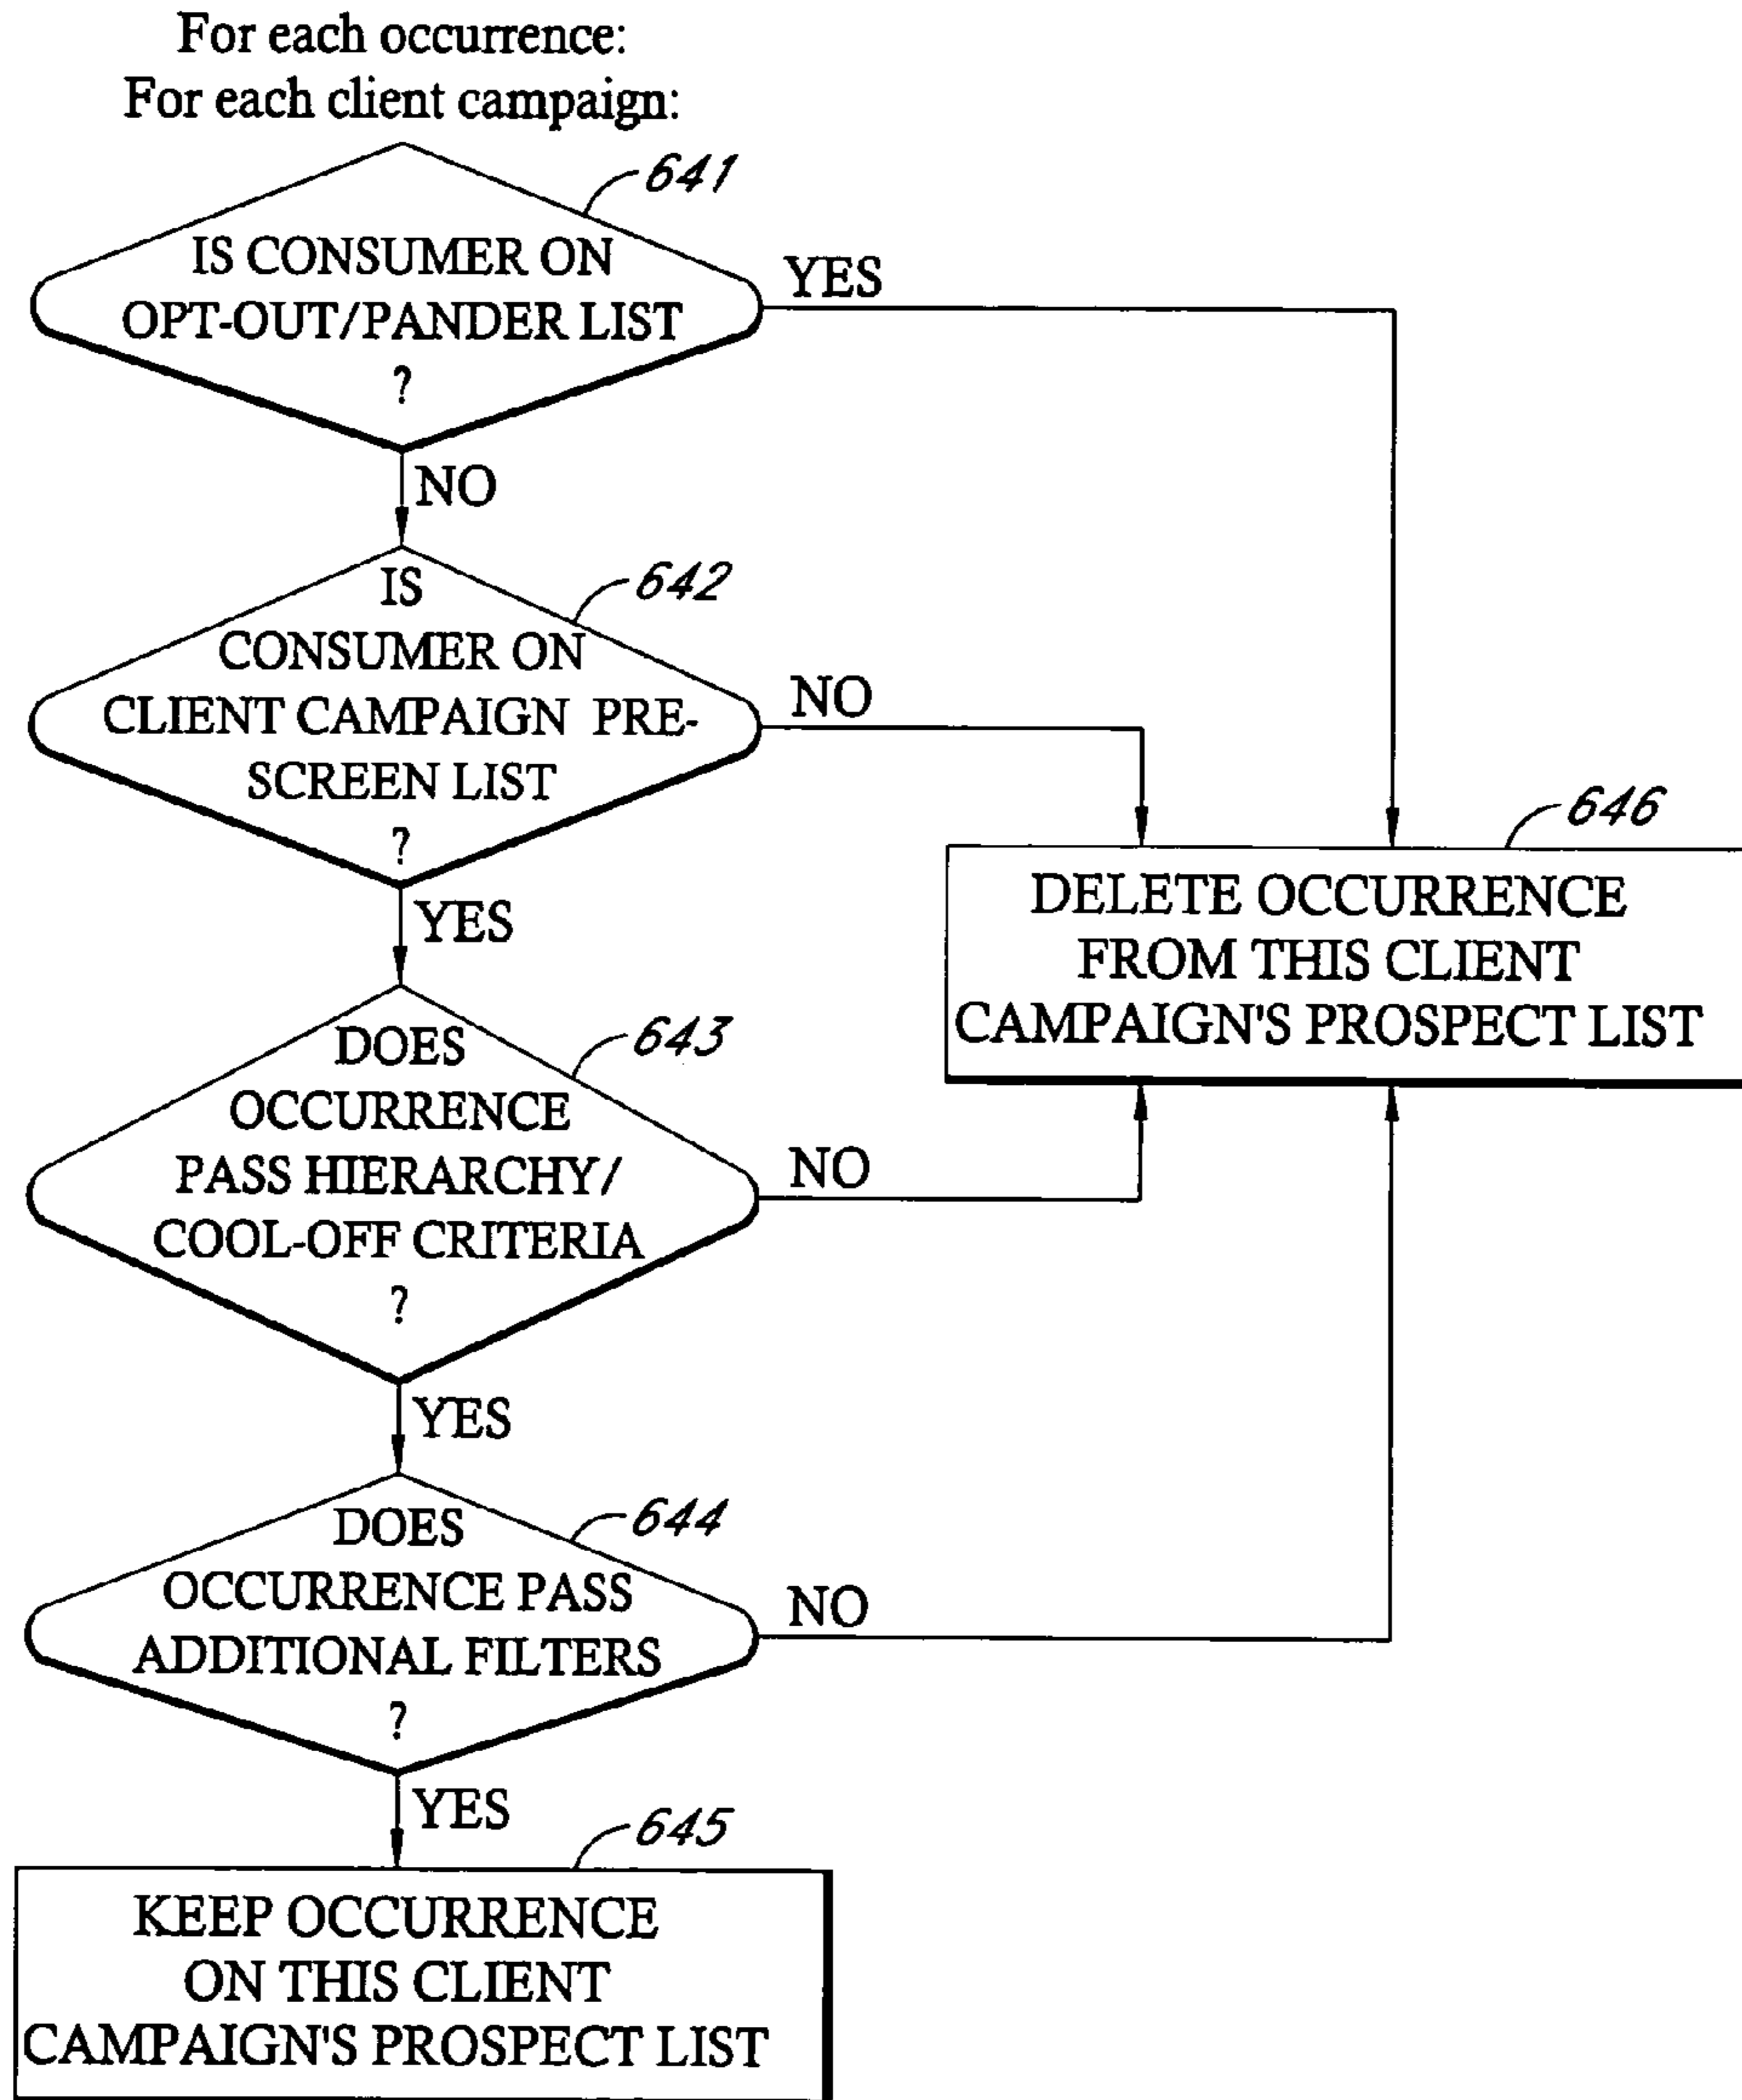 For each occurrence:
For each client campaign:
641
IS CONSUMER ON
OPT-OUT/PANDER LIST
?
YES
NO
642
IS
CONSUMER ON
CLIENT CAMPAIGN PRE-
SCREEN LIST
?
NO
YES
646
DELETE OCCURRENCE
FROM THIS CLIENT
CAMPAIGN'S PROSPECT LIST
643
DOES
OCCURRENCE
PASS HIERARCHY/
COOL-OFF CRITERIA
?
NO
YES
644
DOES
OCCURRENCE PASS
ADDITIONAL FILTERS
?
NO
YES
645
KEEP OCCURRENCE
ON THIS CLIENT
CAMPAIGN'S PROSPECT LIST